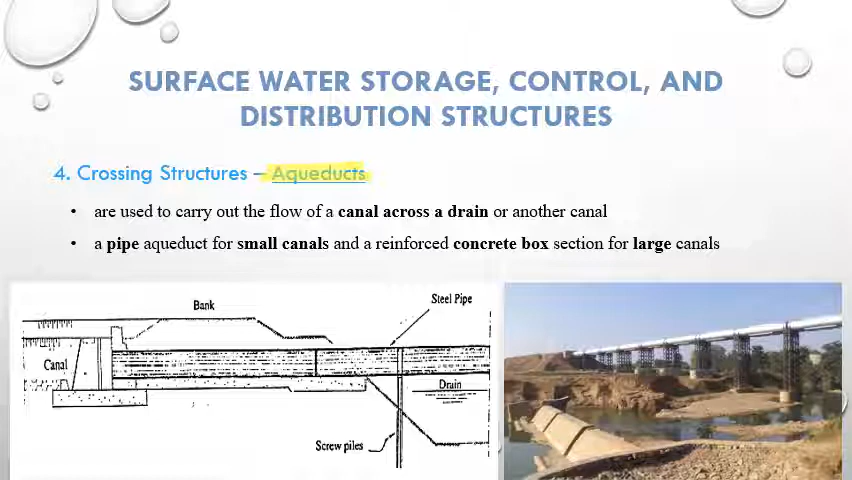 SURFACE WATER STORAGE, CONTROL, AND
DISTRIBUTION STRUCTURES
4. Crossing Structures – Aqueducts
• are used to carry out the flow of a canal across a drain or another canal
• a pipe aqueduct for small canals and a reinforced concrete box section for large canals
Bank
Steel Pipe
Canal
Drain
Screw piles